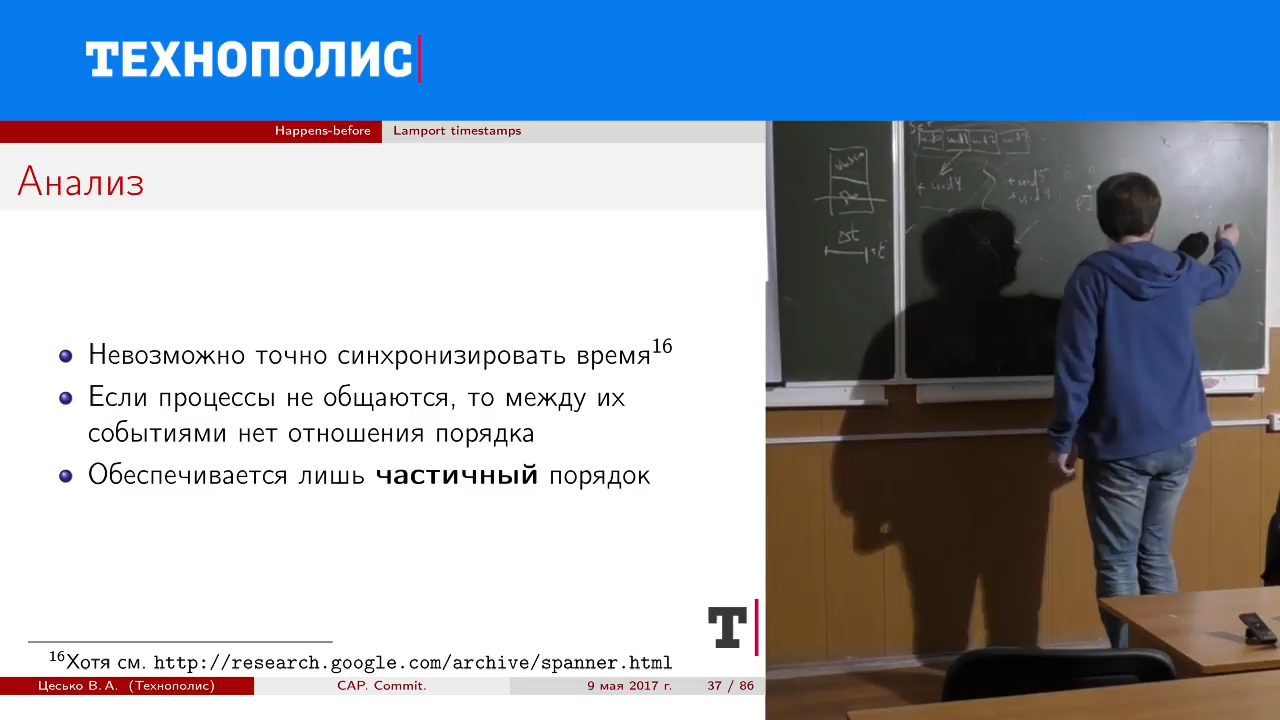 ТЕХНОПОЛИС
Happens-before
Lamport timestamps
Анализ
Невозможно точно синхронизировать время16
Если процессы не общаются, то между их
событиями нет отношения порядка
Обеспечивается лишь частичный порядок
T
16Хотя см. http://research.google.com/archive/spanner.html
Цесько В. А. (Технополис)
CAP. Commit.
9 мая 2017 г.
37 / 86
Δt